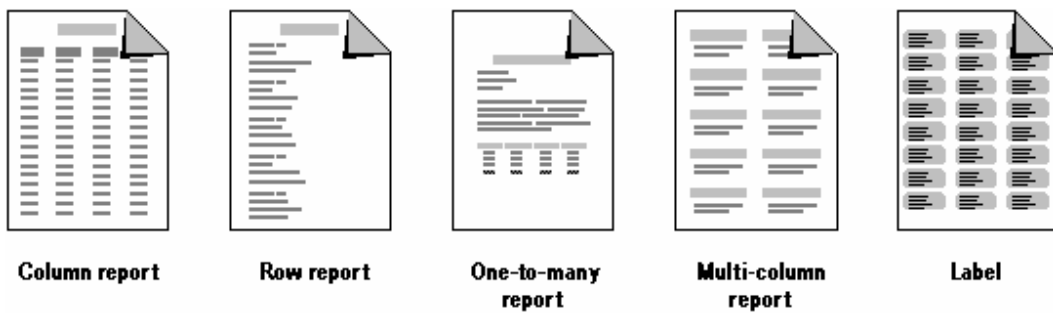 Column report
Row report
One-to-many
report
Multi-column
report
Label